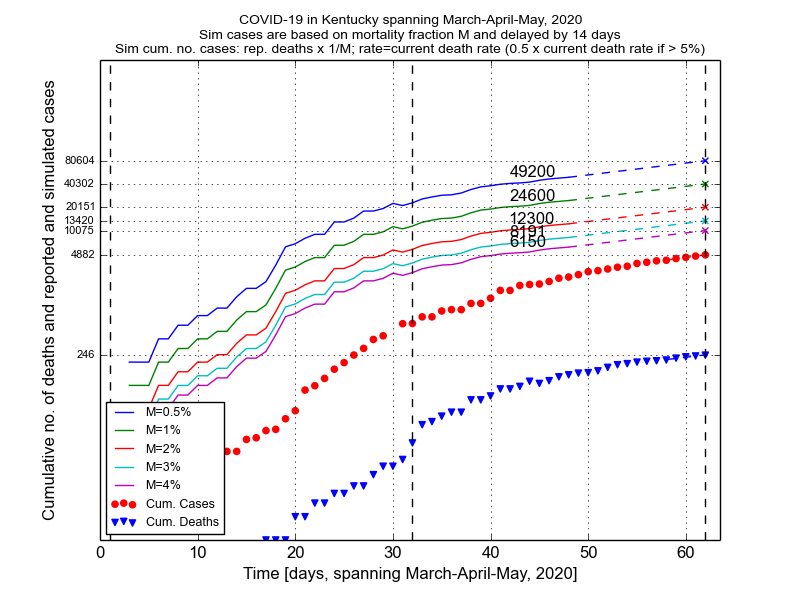 COVID-19 in Kentucky spanning March-April-May, 2020
Sim cases are based on mortality fraction M and delayed by 14 days
Sim cum. no. cases: rep. deaths x 1/M; rate=current death rate (0.5 x current death rate if > 5%)
Cumulative no. of deaths and reported and simulated cases
80604
40302
20151
13420
10075
4882
246
49200
24600
12300
8191
6150
M=0.5%
M=1%
M=2%
M=3%
M=4%
Cum. Cases
Cum. Deaths
0 10 20 30 40 50 60
Time [days, spanning March-April-May, 2020]